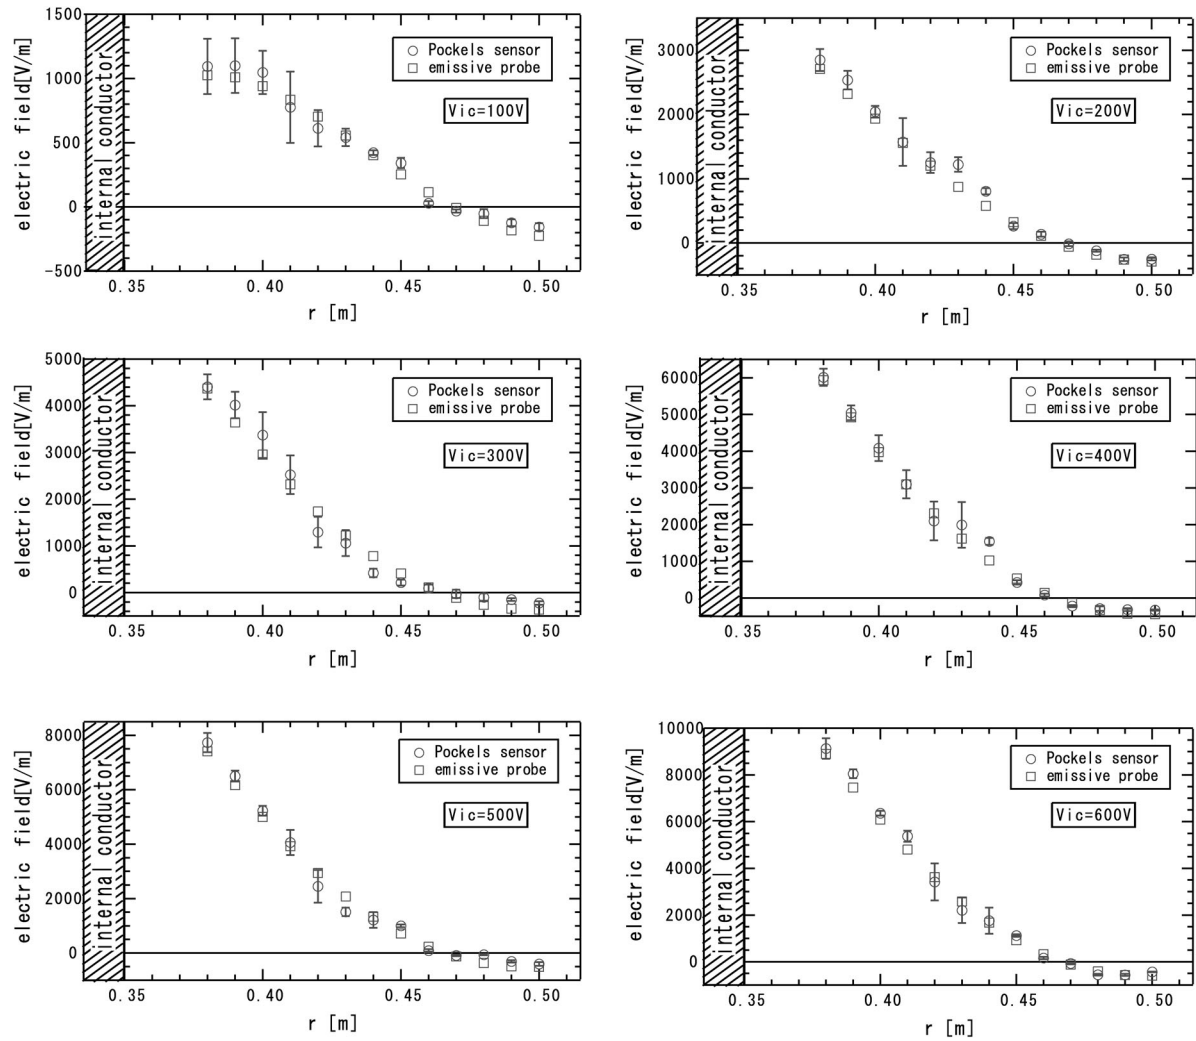 1500
1000
500
0
-500
electric field[V/m]
internal conductor
Pockels sensor
emissive probe
Vic=100V
0.35
0.40
0.45
0.50
r [m]
3000
2000
1000
0
electric field[V/m]
internal conductor
Pockels sensor
emissive probe
Vic=200V
0.35
0.40
0.45
0.50
r [m]
5000
4000
3000
2000
1000
0
electric field[V/m]
internal conductor
Pockels sensor
emissive probe
Vic=300V
0.35
0.40
0.45
0.50
r [m]
6000
5000
4000
3000
2000
1000
0
electric field[V/m]
internal conductor
Pockels sensor
emissive probe
Vic=400V
0.35
0.40
0.45
0.50
r [m]
8000
6000
4000
2000
0
electric field[V/m]
internal conductor
Pockels sensor
emissive probe
Vic=500V
0.35
0.40
0.45
0.50
r [m]
10000
8000
6000
4000
2000
0
electric field[V/m]
internal conductor
Pockels sensor
emissive probe
Vic=600V
0.35
0.40
0.45
0.50
r [m]